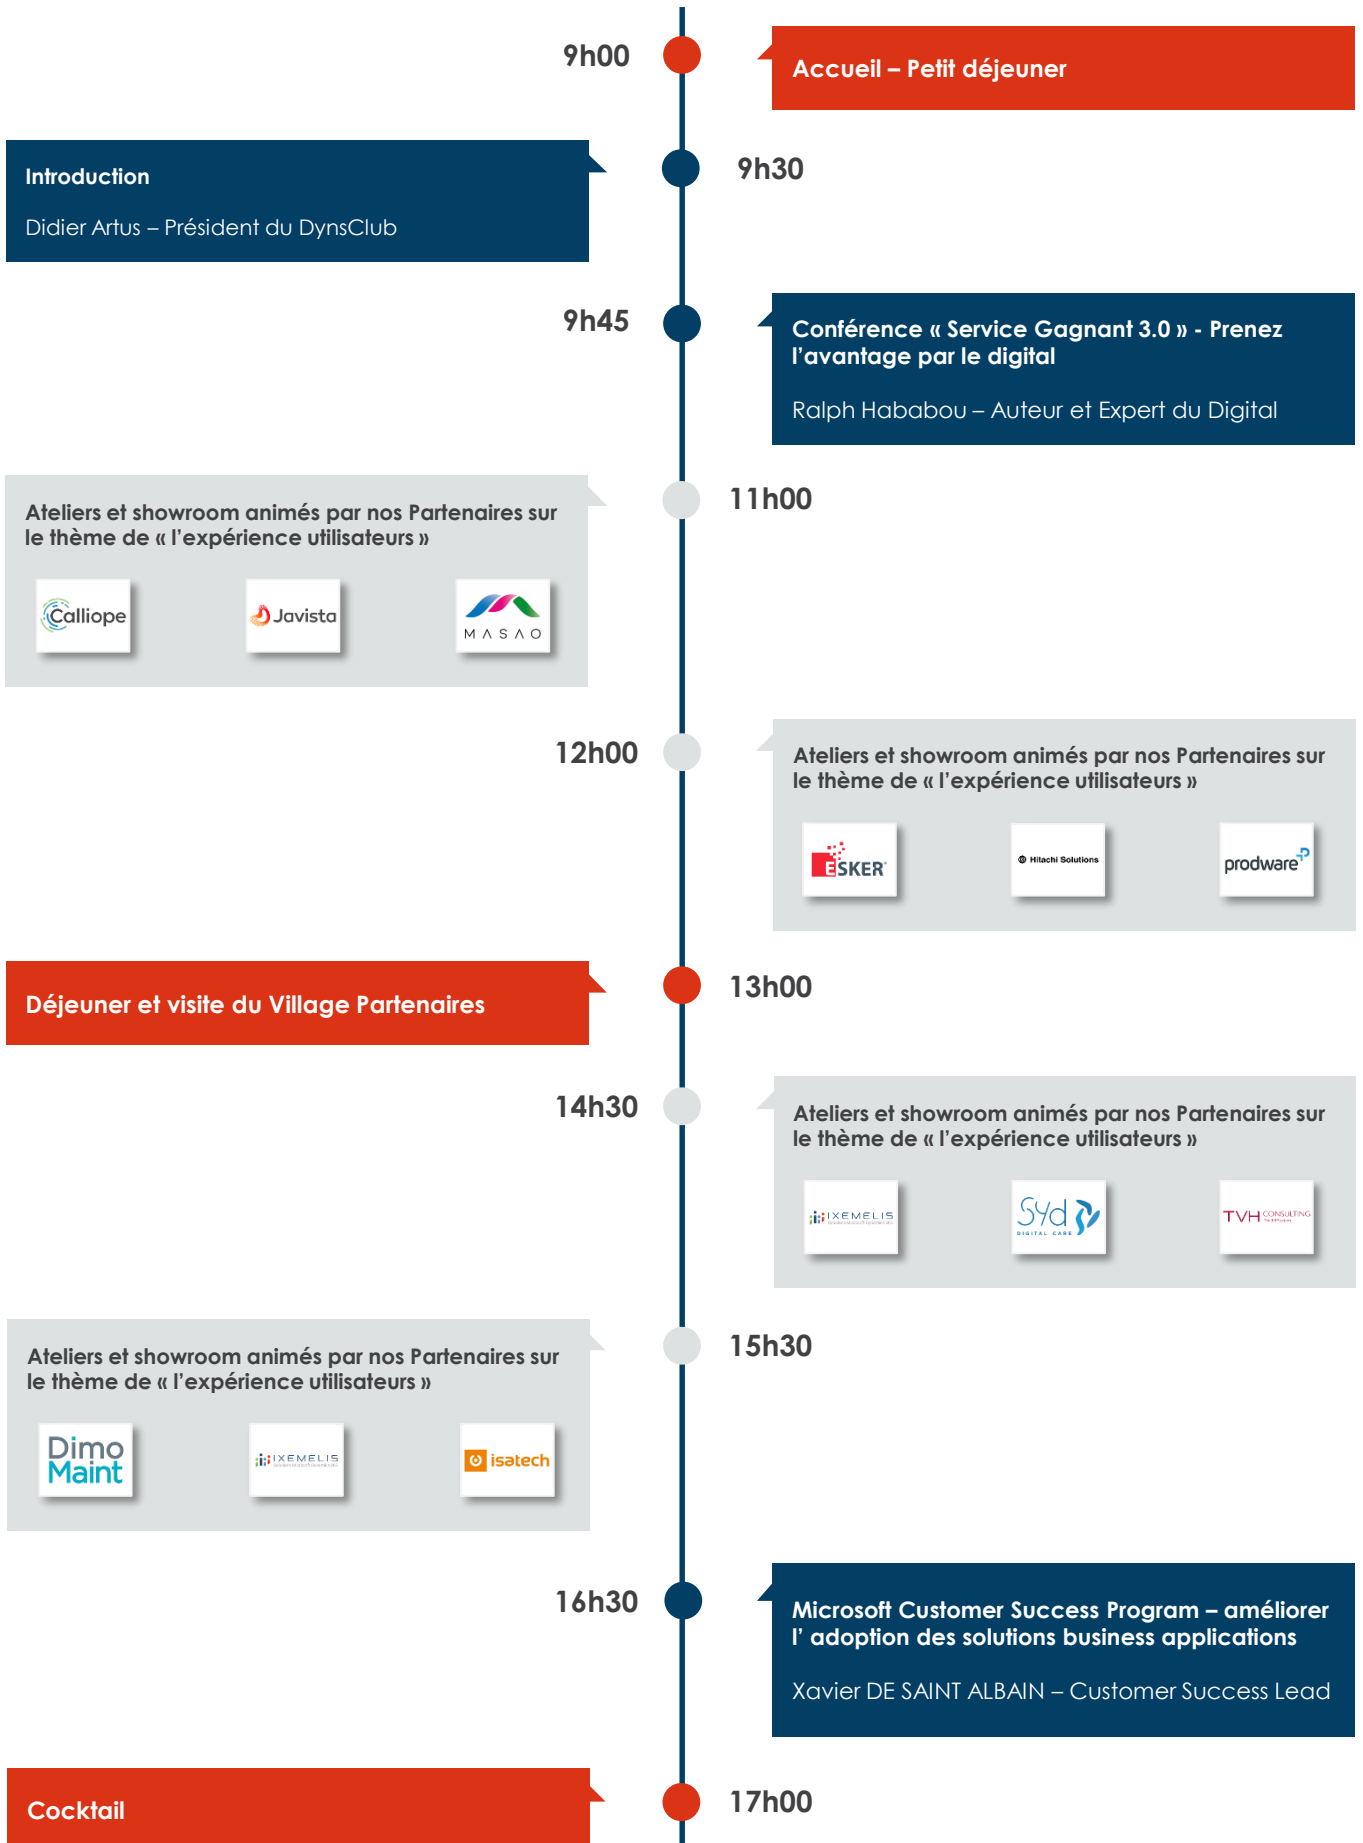 9h00
Accueil – Petit déjeuner
9h30
Introduction
Didier Artus – Président du DynsClub
9h45
Conférence « Service Gagnant 3.0 » - Prenez
l’avantage par le digital
Ralph Hababou – Auteur et Expert du Digital
11h00
Ateliers et showroom animés par nos Partenaires sur
le thème de « l’expérience utilisateurs »
Calliope
Javista
MASAO
12h00
Ateliers et showroom animés par nos Partenaires sur
le thème de « l’expérience utilisateurs »
ESKER
Hitachi Solutions
prodware
13h00
Déjeuner et visite du Village Partenaires
14h30
Ateliers et showroom animés par nos Partenaires sur
le thème de « l’expérience utilisateurs »
IXEMELIS
Syd
DIGITAL CARE
TVH CONSULTING
15h30
Ateliers et showroom animés par nos Partenaires sur
le thème de « l’expérience utilisateurs »
Dimo
Maint
IXEMELIS
isatech
16h30
Microsoft Customer Success Program – améliorer
l’ adoption des solutions business applications
Xavier DE SAINT ALBAIN – Customer Success Lead
17h00
Cocktail